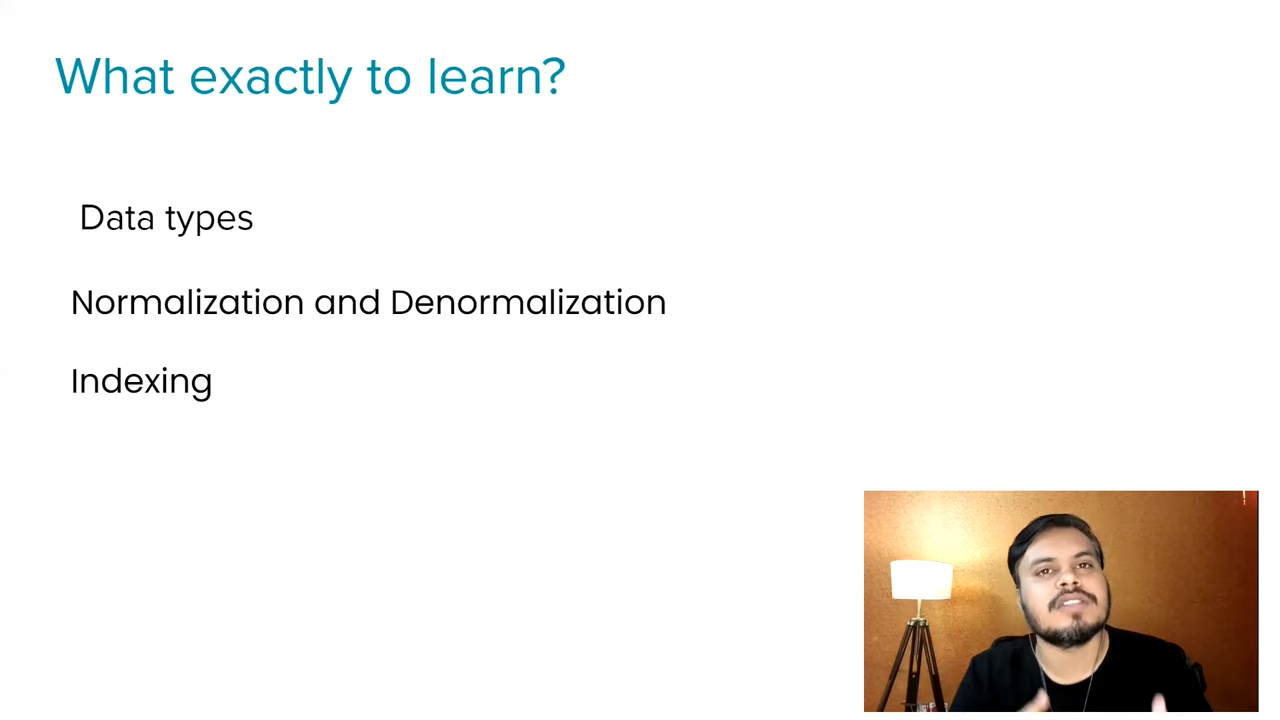 What exactly to learn?
Data types
Normalization and Denormalization
Indexing